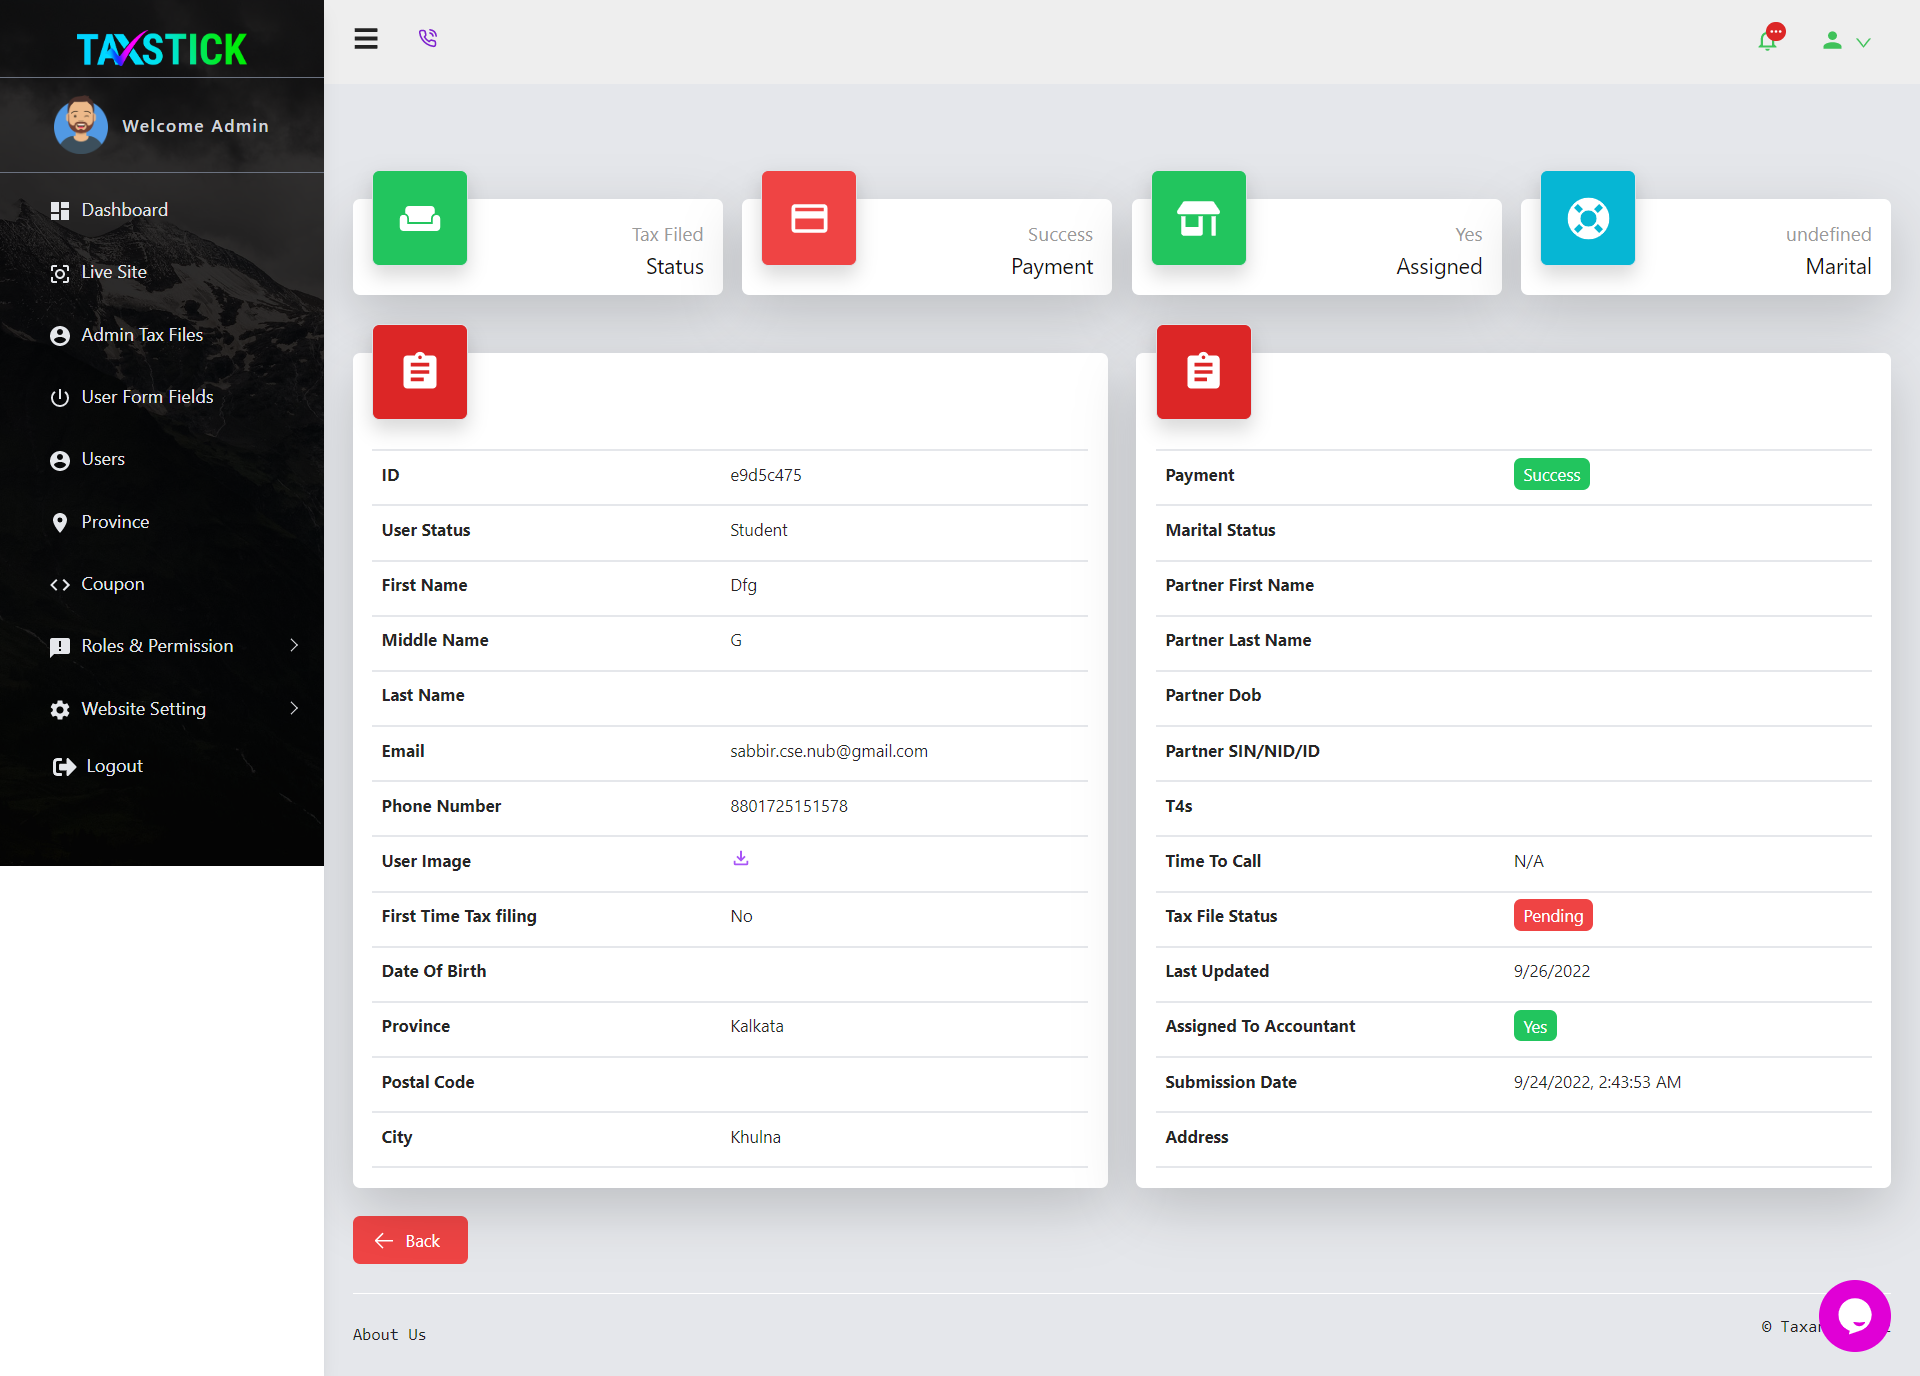 TAXSTICK
Welcome Admin
Dashboard
Live Site
Admin Tax Files
User Form Fields
Users
Province
Coupon
Roles & Permission
Website Setting
Logout
Tax Filed
Status
Success
Payment
Yes
Assigned
undefined
Marital
ID e9d5c475
User Status Student
First Name Dfg
Middle Name G
Last Name
Email sabbir.cse.nub@gmail.com
Phone Number 8801725151578
User Image
First Time Tax filing No
Date Of Birth
Province Kalkata
Postal Code
City Khulna
Payment Success
Marital Status
Partner First Name
Partner Last Name
Partner Dob
Partner SIN/NID/ID
T4s
Time To Call N/A
Tax File Status Pending
Last Updated 9/26/2022
Assigned To Accountant Yes
Submission Date 9/24/2022, 2:43:53 AM
Address
Back
About Us
©